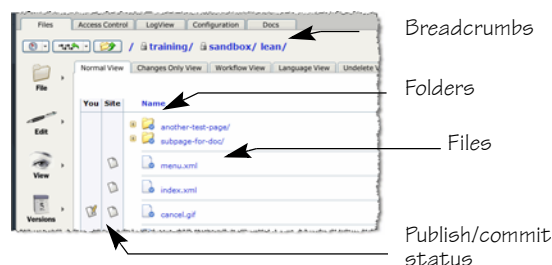 Files Access Control LogView Configuration Docs
/ training/ sandbox/ lean/
Breadcrumbs
Normal View Changes Only View Workflow View Language View Undelete V
File
You Site Name
Folders
another-test-page/
Edit
subpage-for-doc/
Files
menu.xml
View
index.xml
cancel.gif
Versions
Publish/commit
status